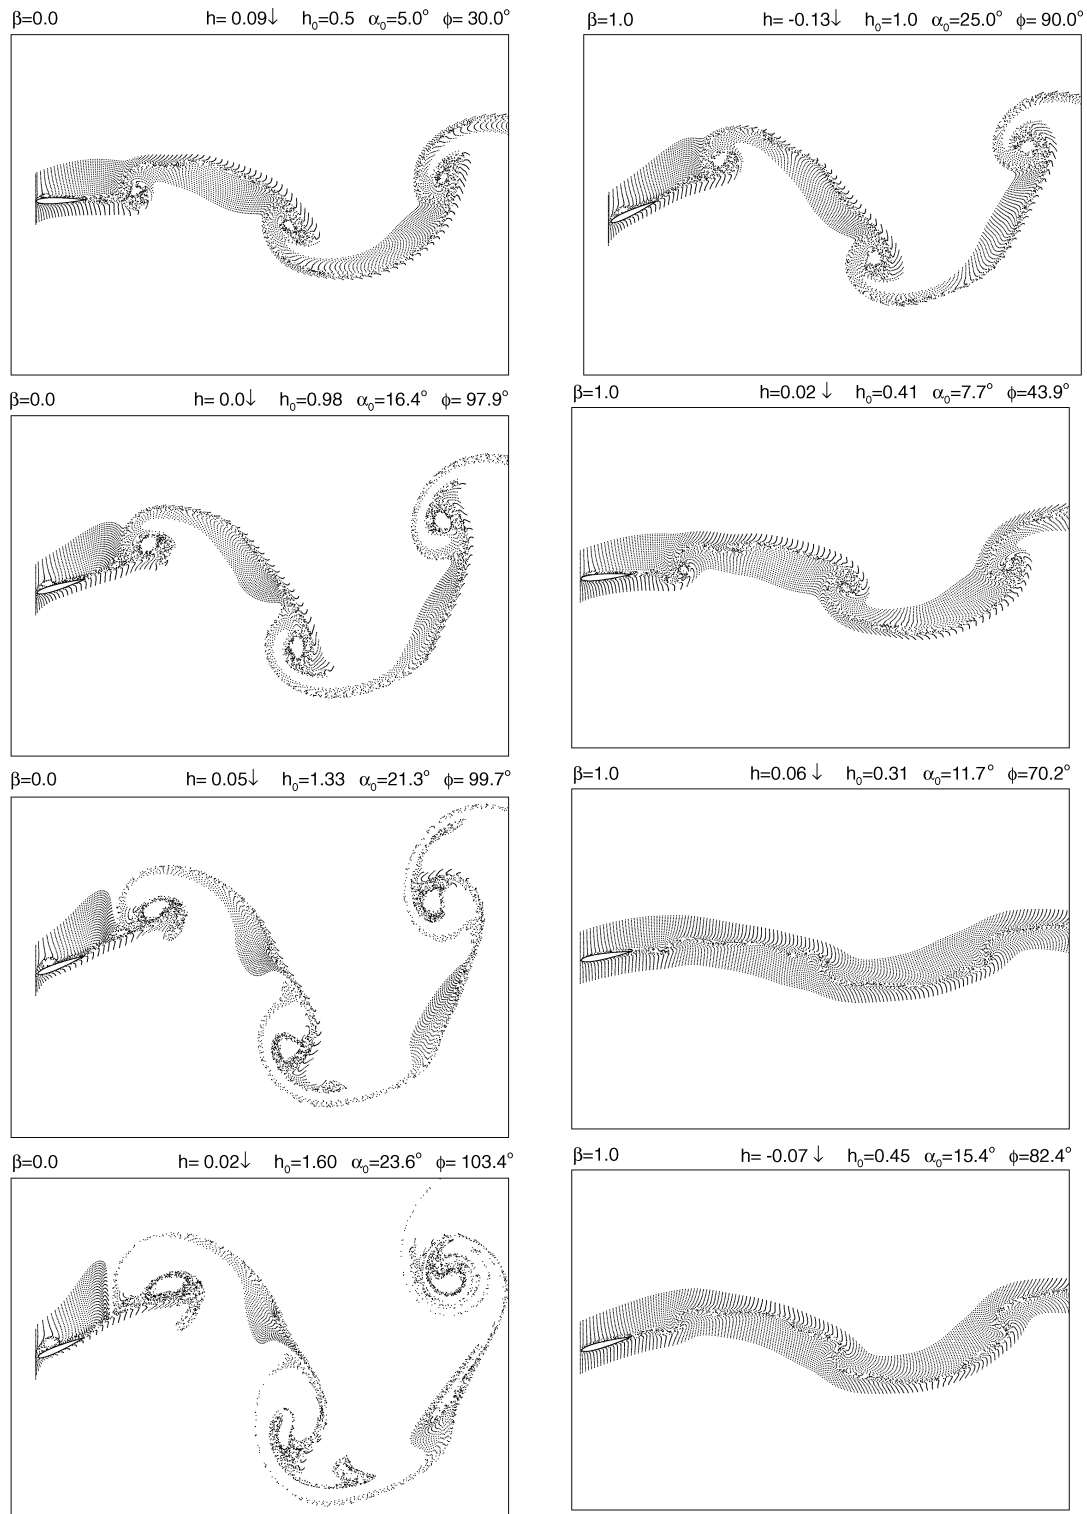 β=0.0 h= 0.09↓ h₀=0.5 α₀=5.0° ϕ= 30.0°
β=1.0 h= -0.13↓ h₀=1.0 α₀=25.0° ϕ= 90.0°
β=0.0 h= 0.0↓ h₀=0.98 α₀=16.4° ϕ= 97.9°
β=1.0 h=0.02 ↓ h₀=0.41 α₀=7.7° ϕ=43.9°
β=0.0 h= 0.05↓ h₀=1.33 α₀=21.3° ϕ= 99.7°
β=1.0 h=0.06 ↓ h₀=0.31 α₀=11.7° ϕ=70.2°
β=0.0 h= 0.02↓ h₀=1.60 α₀=23.6° ϕ= 103.4°
β=1.0 h= -0.07 ↓ h₀=0.45 α₀=15.4° ϕ=82.4°